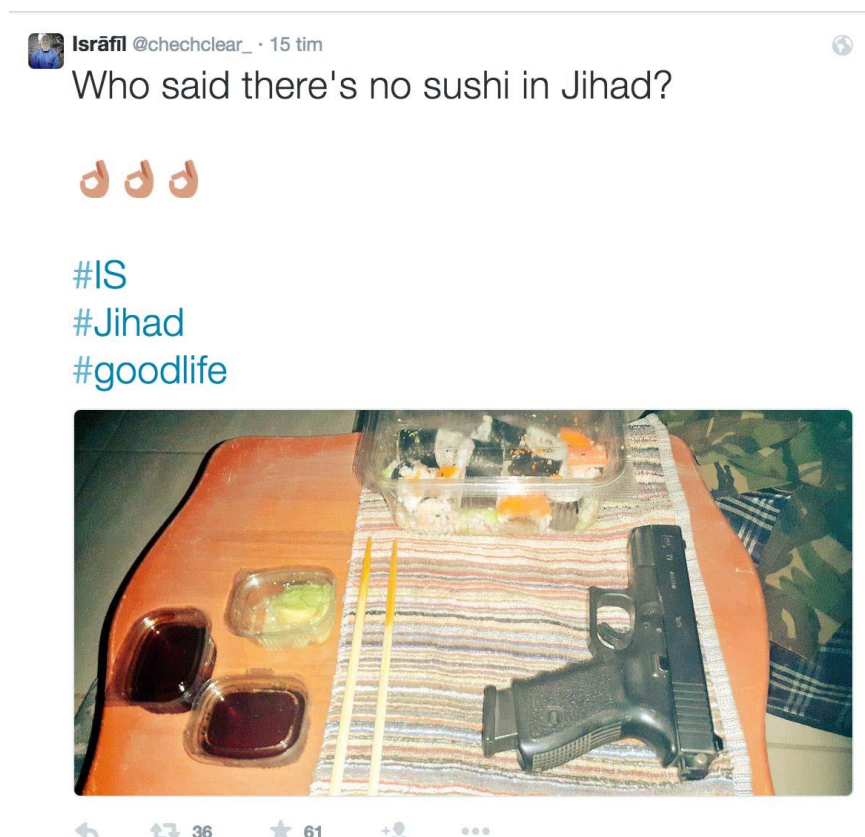 Isrāfīl @chechclear_ · 15 tim
Who said there's no sushi in Jihad?
👌👌👌
#IS
#Jihad
#goodlife
36 61